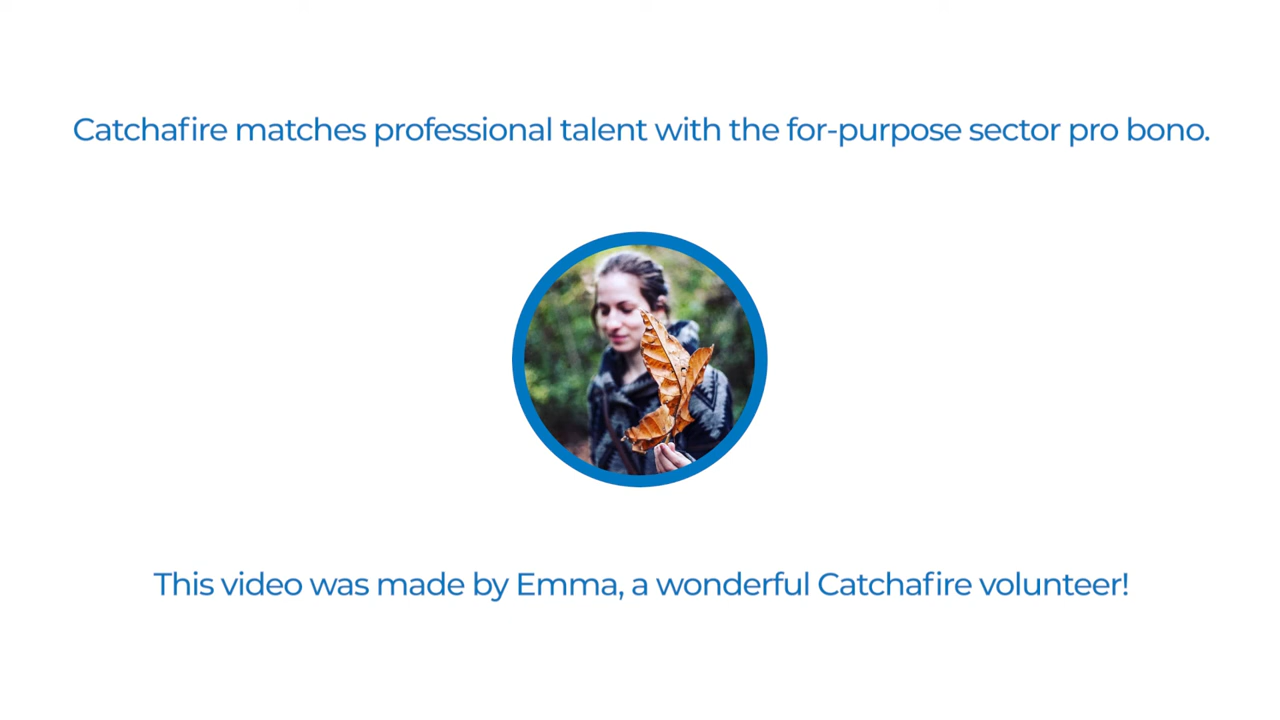 Catchafire matches professional talent with the for-purpose sector pro bono.
This video was made by Emma, a wonderful Catchafire volunteer!